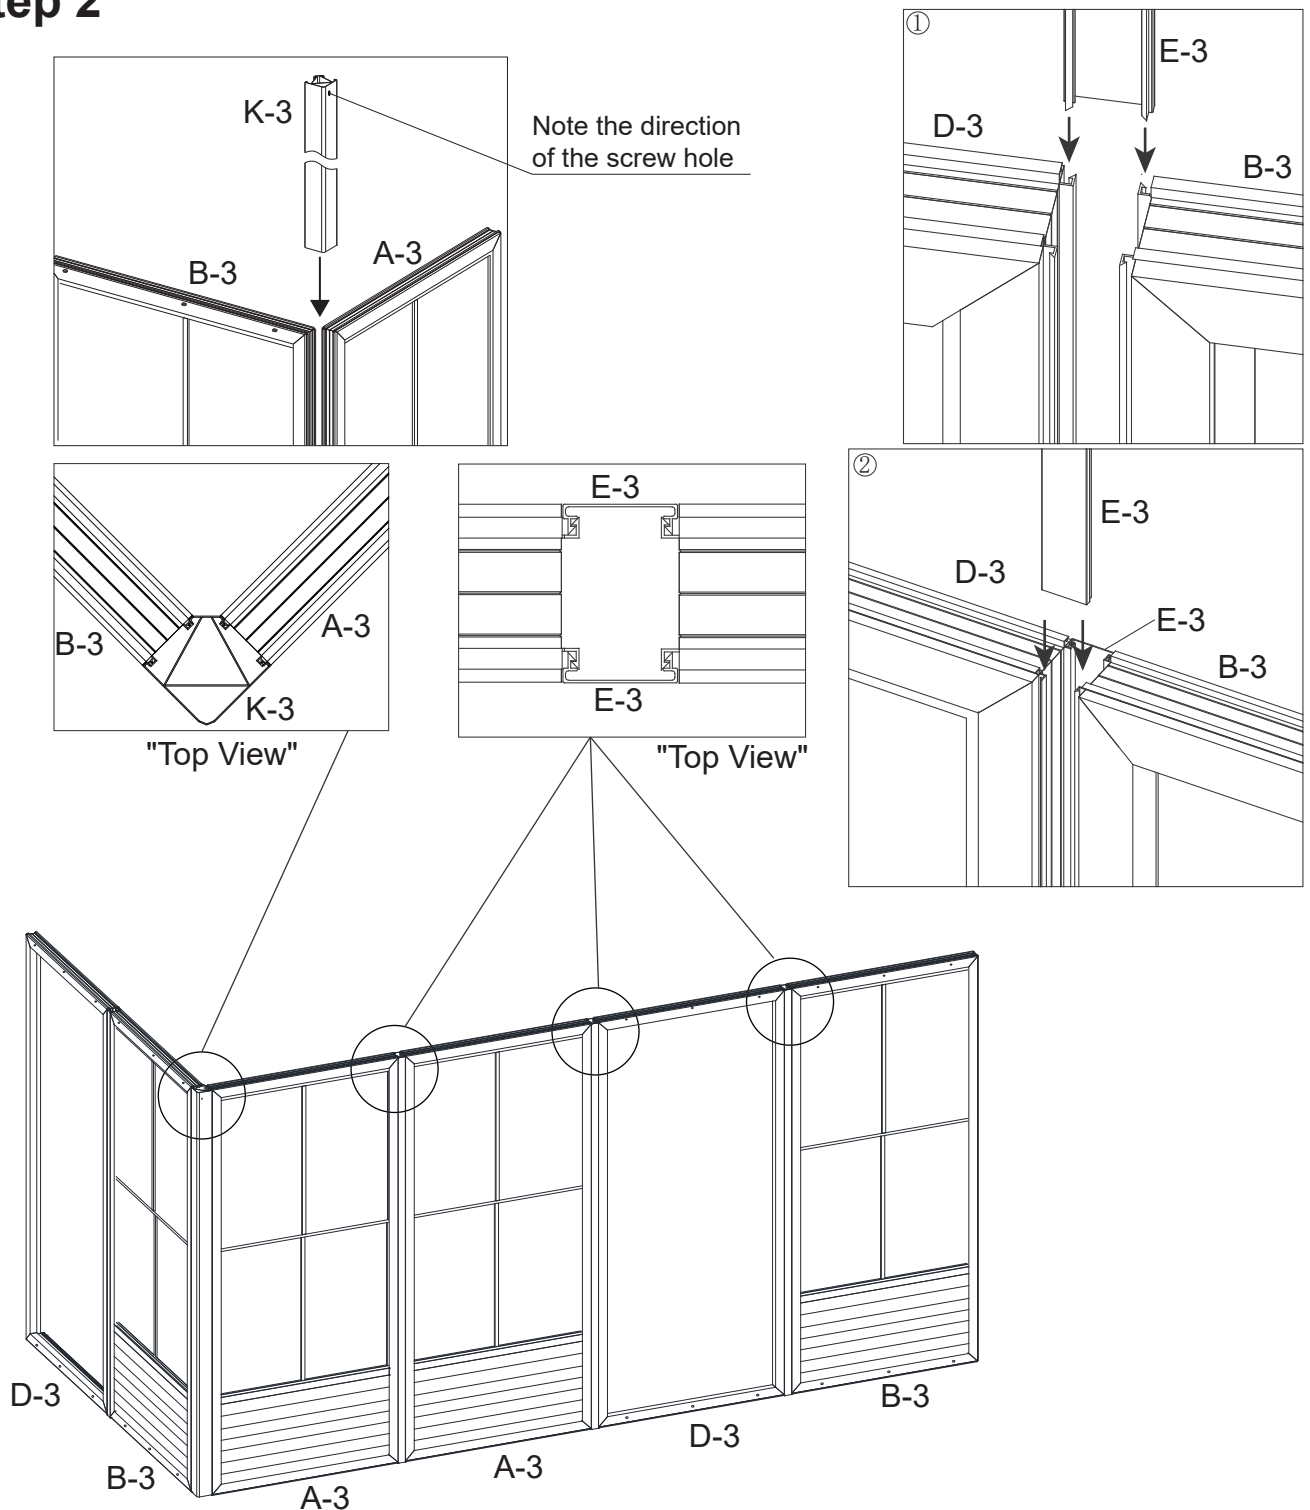 tep 2
K-3
Note the direction
of the screw hole
B-3
A-3
①
E-3
D-3
B-3
B-3
A-3
K-3
"Top View"
E-3
E-3
"Top View"
②
E-3
D-3
E-3
B-3
D-3
B-3
A-3
A-3
D-3
B-3